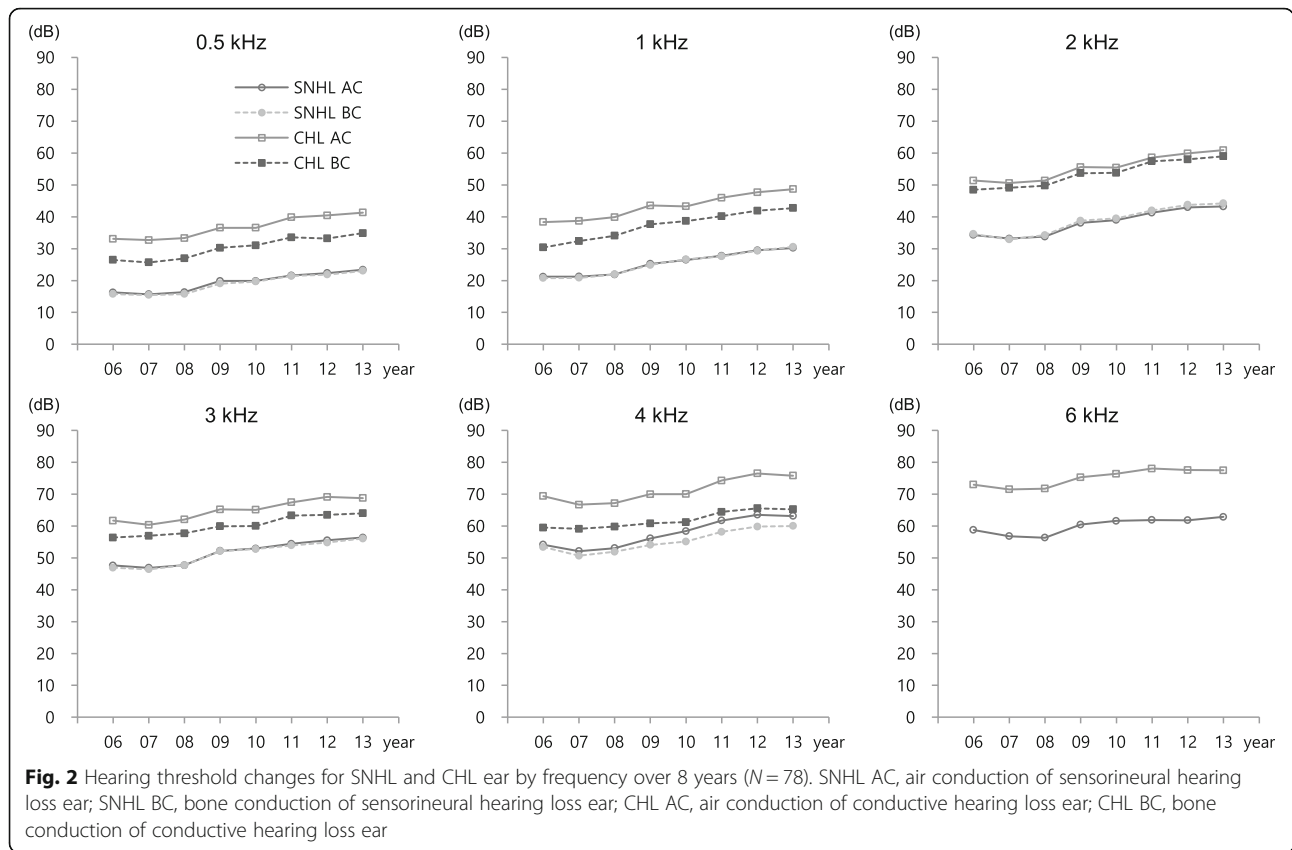 (dB)
0.5 kHz
90
80
70
60
50
40
30
20
10
0
SNHL AC
SNHL BC
CHL AC
CHL BC
06 07 08 09 10 11 12 13 year
(dB)
1 kHz
90
80
70
60
50
40
30
20
10
0
06 07 08 09 10 11 12 13 year
(dB)
2 kHz
90
80
70
60
50
40
30
20
10
0
06 07 08 09 10 11 12 13 year
(dB)
3 kHz
90
80
70
60
50
40
30
20
10
0
06 07 08 09 10 11 12 13 year
(dB)
4 kHz
90
80
70
60
50
40
30
20
10
0
06 07 08 09 10 11 12 13 year
(dB)
6 kHz
90
80
70
60
50
40
30
20
10
0
06 07 08 09 10 11 12 13 year
Fig. 2 Hearing threshold changes for SNHL and CHL ear by frequency over 8 years (N = 78). SNHL AC, air conduction of sensorineural hearing
loss ear; SNHL BC, bone conduction of sensorineural hearing loss ear; CHL AC, air conduction of conductive hearing loss ear; CHL BC, bone
conduction of conductive hearing loss ear